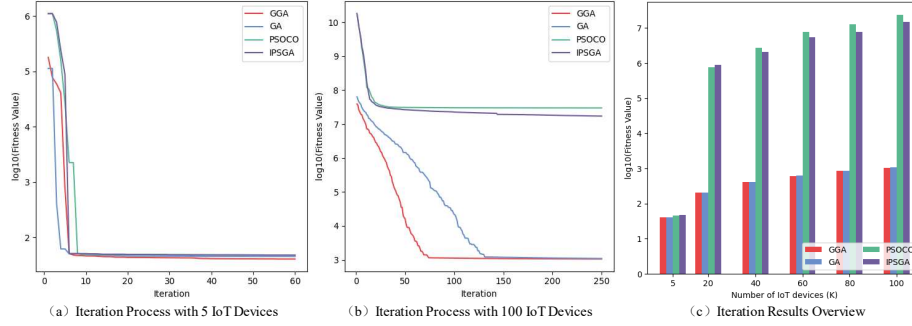 GGA
GA
PSOCO
IPSGA
6
5
4
3
2
log10(Fitness Value)
0 10 20 30 40 50 60
Iteration
(a) Iteration Process with 5 IoT Devices
GGA
GA
PSOCO
IPSGA
10
9
8
7
6
5
4
3
log10(Fitness Value)
0 50 100 150 200 250
Iteration
(b) Iteration Process with 100 IoT Devices
7
6
5
4
3
2
1
0
log10(Fitness Value)
GGA PSOCO
GA IPSGA
5 20 40 60 80 100
Number of IoT devices (K)
(c) Iteration Results Overview